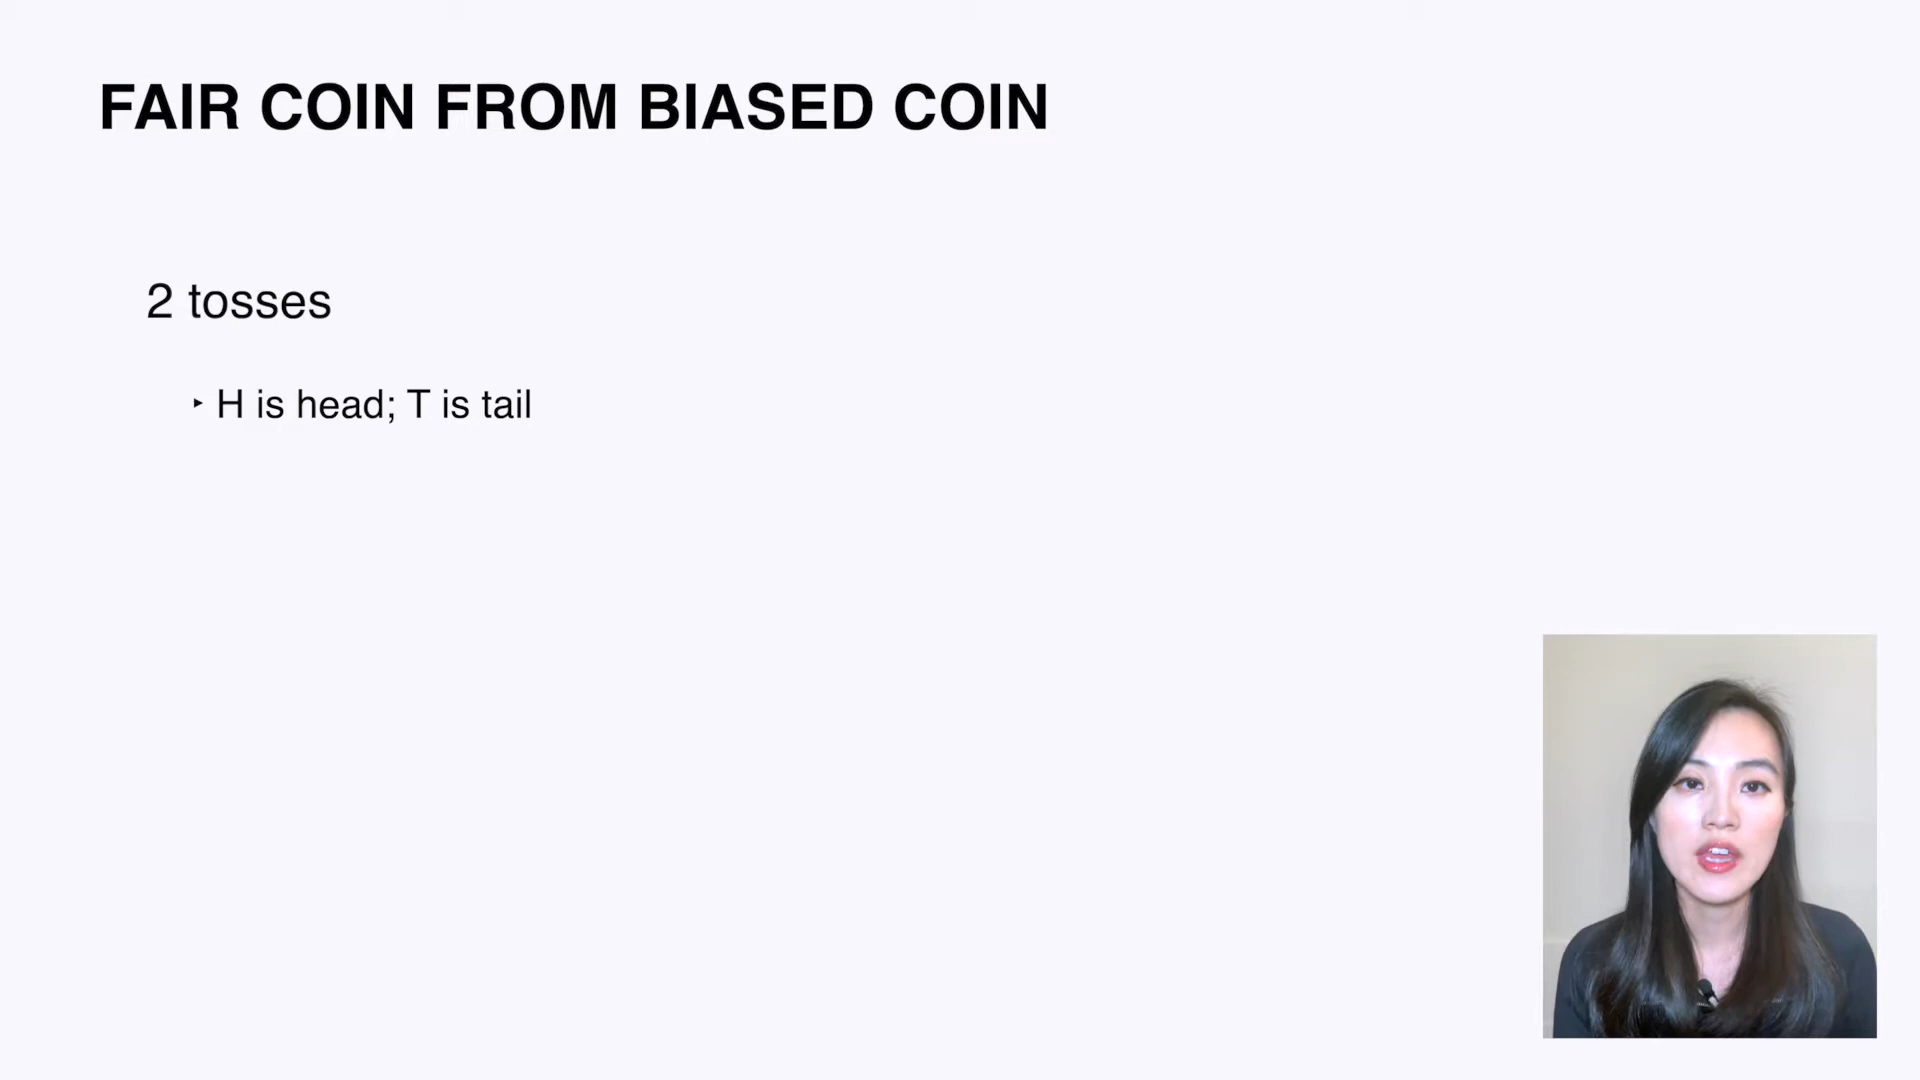 FAIR COIN FROM BIASED COIN
2 tosses
‣ H is head; T is tail